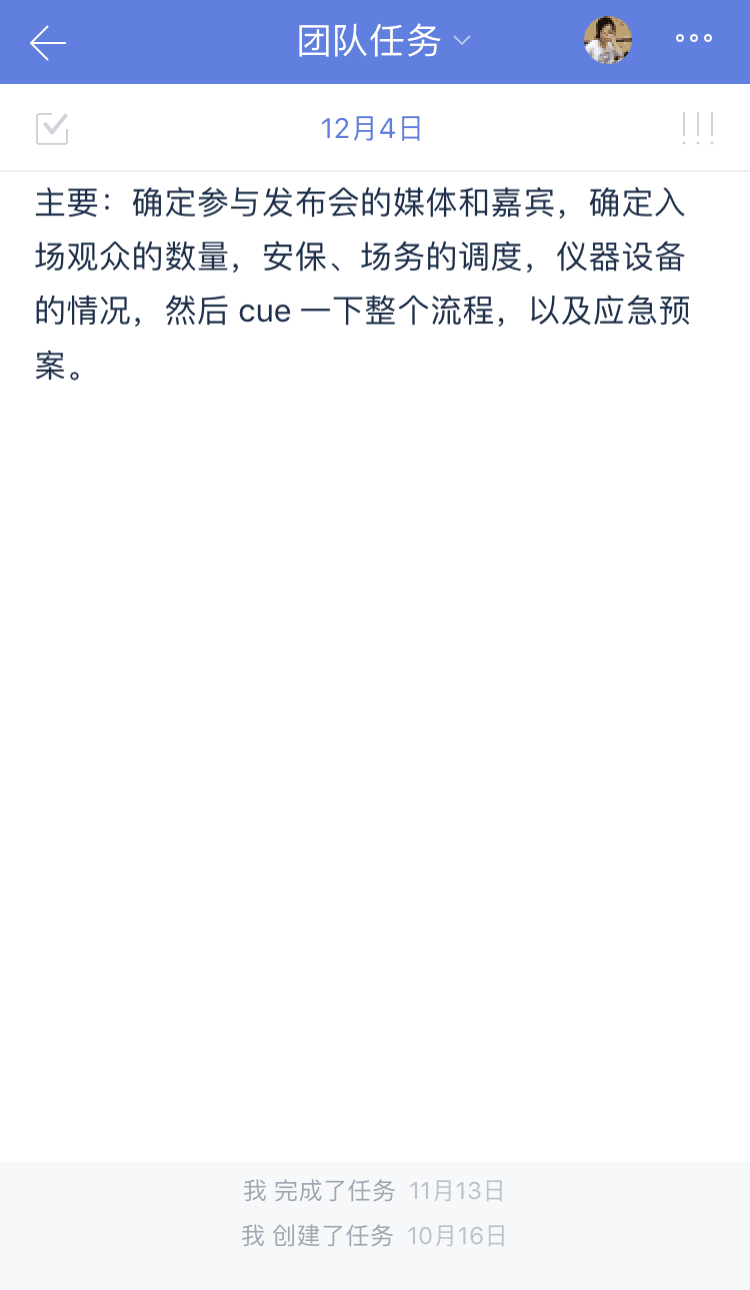 团队任务
12月4日
主要：确定参与发布会的媒体和嘉宾，确定入
场观众的数量，安保、场务的调度，仪器设备
的情况，然后 cue 一下整个流程，以及应急预
案。
我 完成了任务 11月13日
我 创建了任务 10月16日